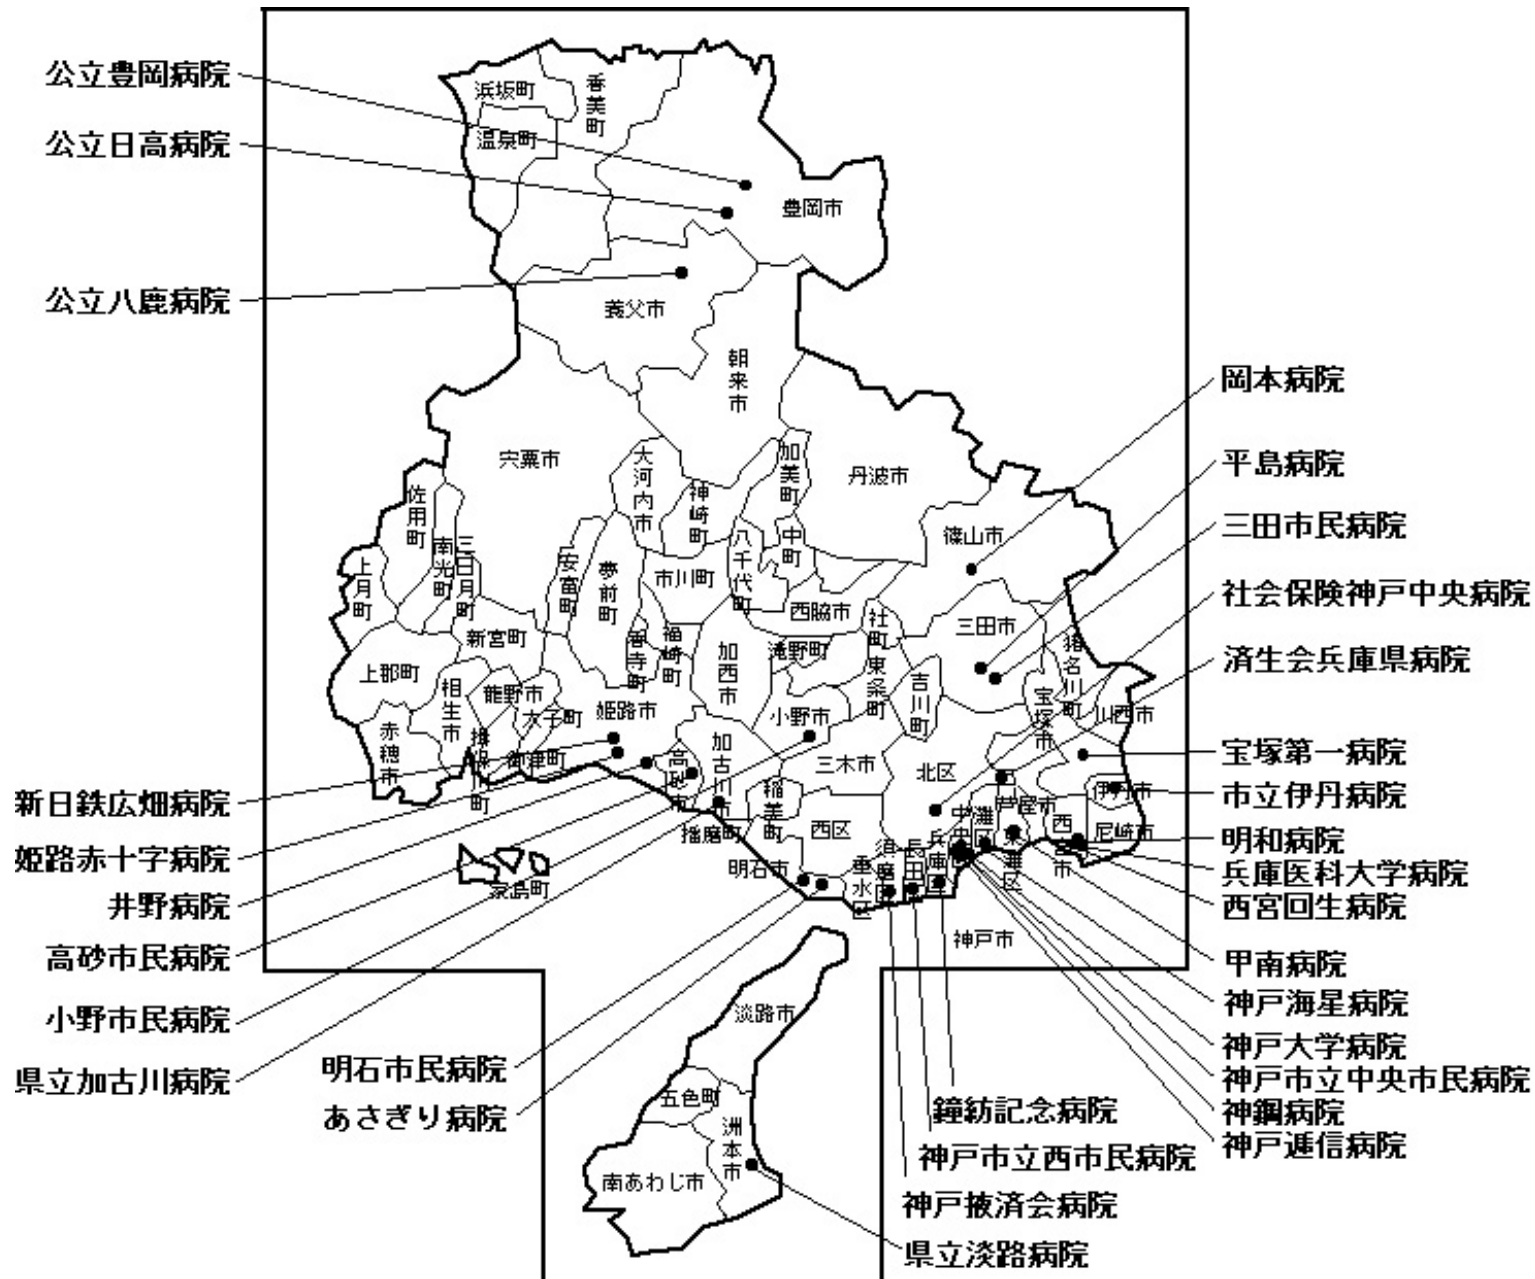 公立豊岡病院
公立日高病院
公立八鹿病院
新日鉄広畑病院
姫路赤十字病院
井野病院
高砂市民病院
小野市民病院
県立加古川病院
浜坂町
香美町
温泉町
豊岡市
養父市
朝来市
宍粟市
大河内市
加美町
丹波市
佐用町
神崎町
篠山市
南光町
三日月町
安富町
夢前町
市川町
八千代町
中町
上月町
西脇市
社町
三田市
猪名川町
新宮町
香寺町
福崎町
加西市
滝野町
東条町
吉川町
宝塚市
川西市
上郡町
相生市
龍野市
太子町
姫路市
小野市
赤穂市
揖保川町
御津町
高砂市
加古川市
三木市
北区
稲美町
播磨町
西区
中央区
灘区
芦屋市
西宮市
伊丹市
尼崎市
明石市
垂水区
須磨区
長田区
兵庫区
東灘区
家島町
神戸市
淡路市
五色町
洲本市
南あわじ市
岡本病院
平島病院
三田市民病院
社会保険神戸中央病院
済生会兵庫県病院
宝塚第一病院
市立伊丹病院
明和病院
兵庫医科大学病院
西宮回生病院
甲南病院
神戸海星病院
神戸大学病院
神戸市立中央市民病院
神鋼病院
神戸逓信病院
明石市民病院
あさぎり病院
鐘紡記念病院
神戸市立西市民病院
神戸掖済会病院
県立淡路病院